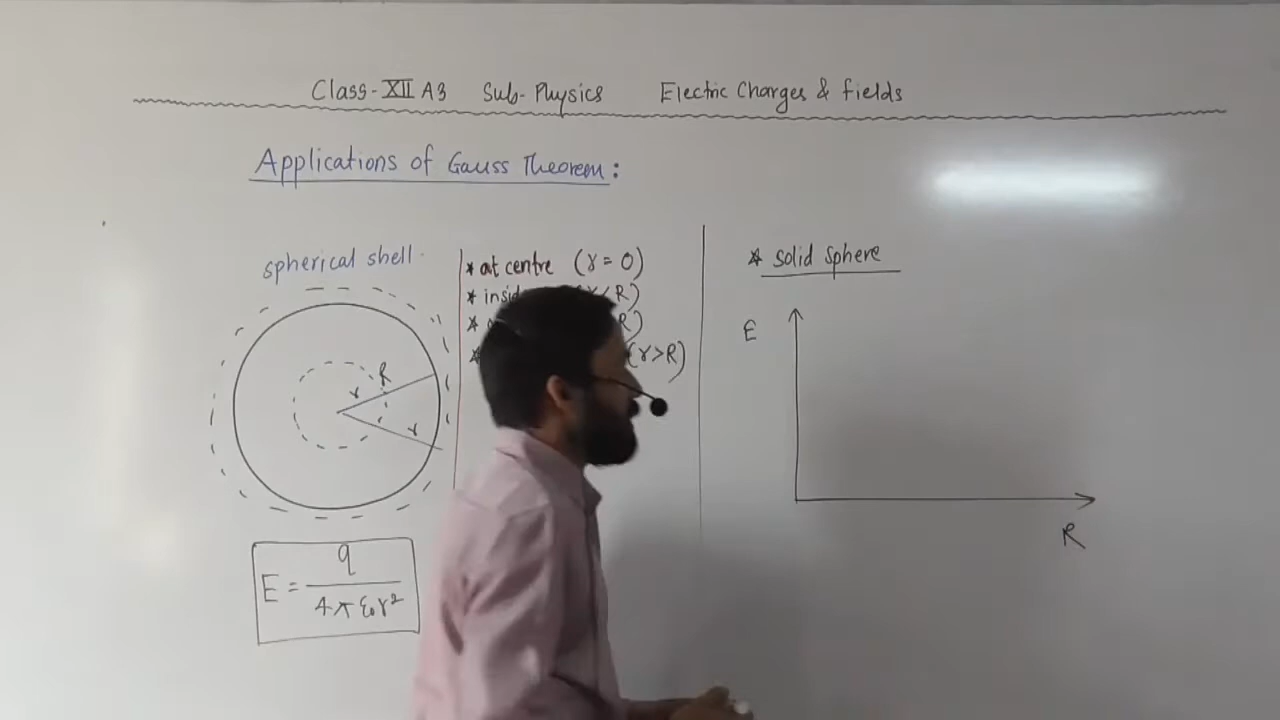 Class-XII A3 Sub-Physics Electric Charges & fields
Applications of Gauss Theorem:
spherical shell.
R
r
r
E = q / 4π ε₀ r²
* at centre (r = 0)
* (r < R)
* R)
* (r > R)
* solid sphere
E
R